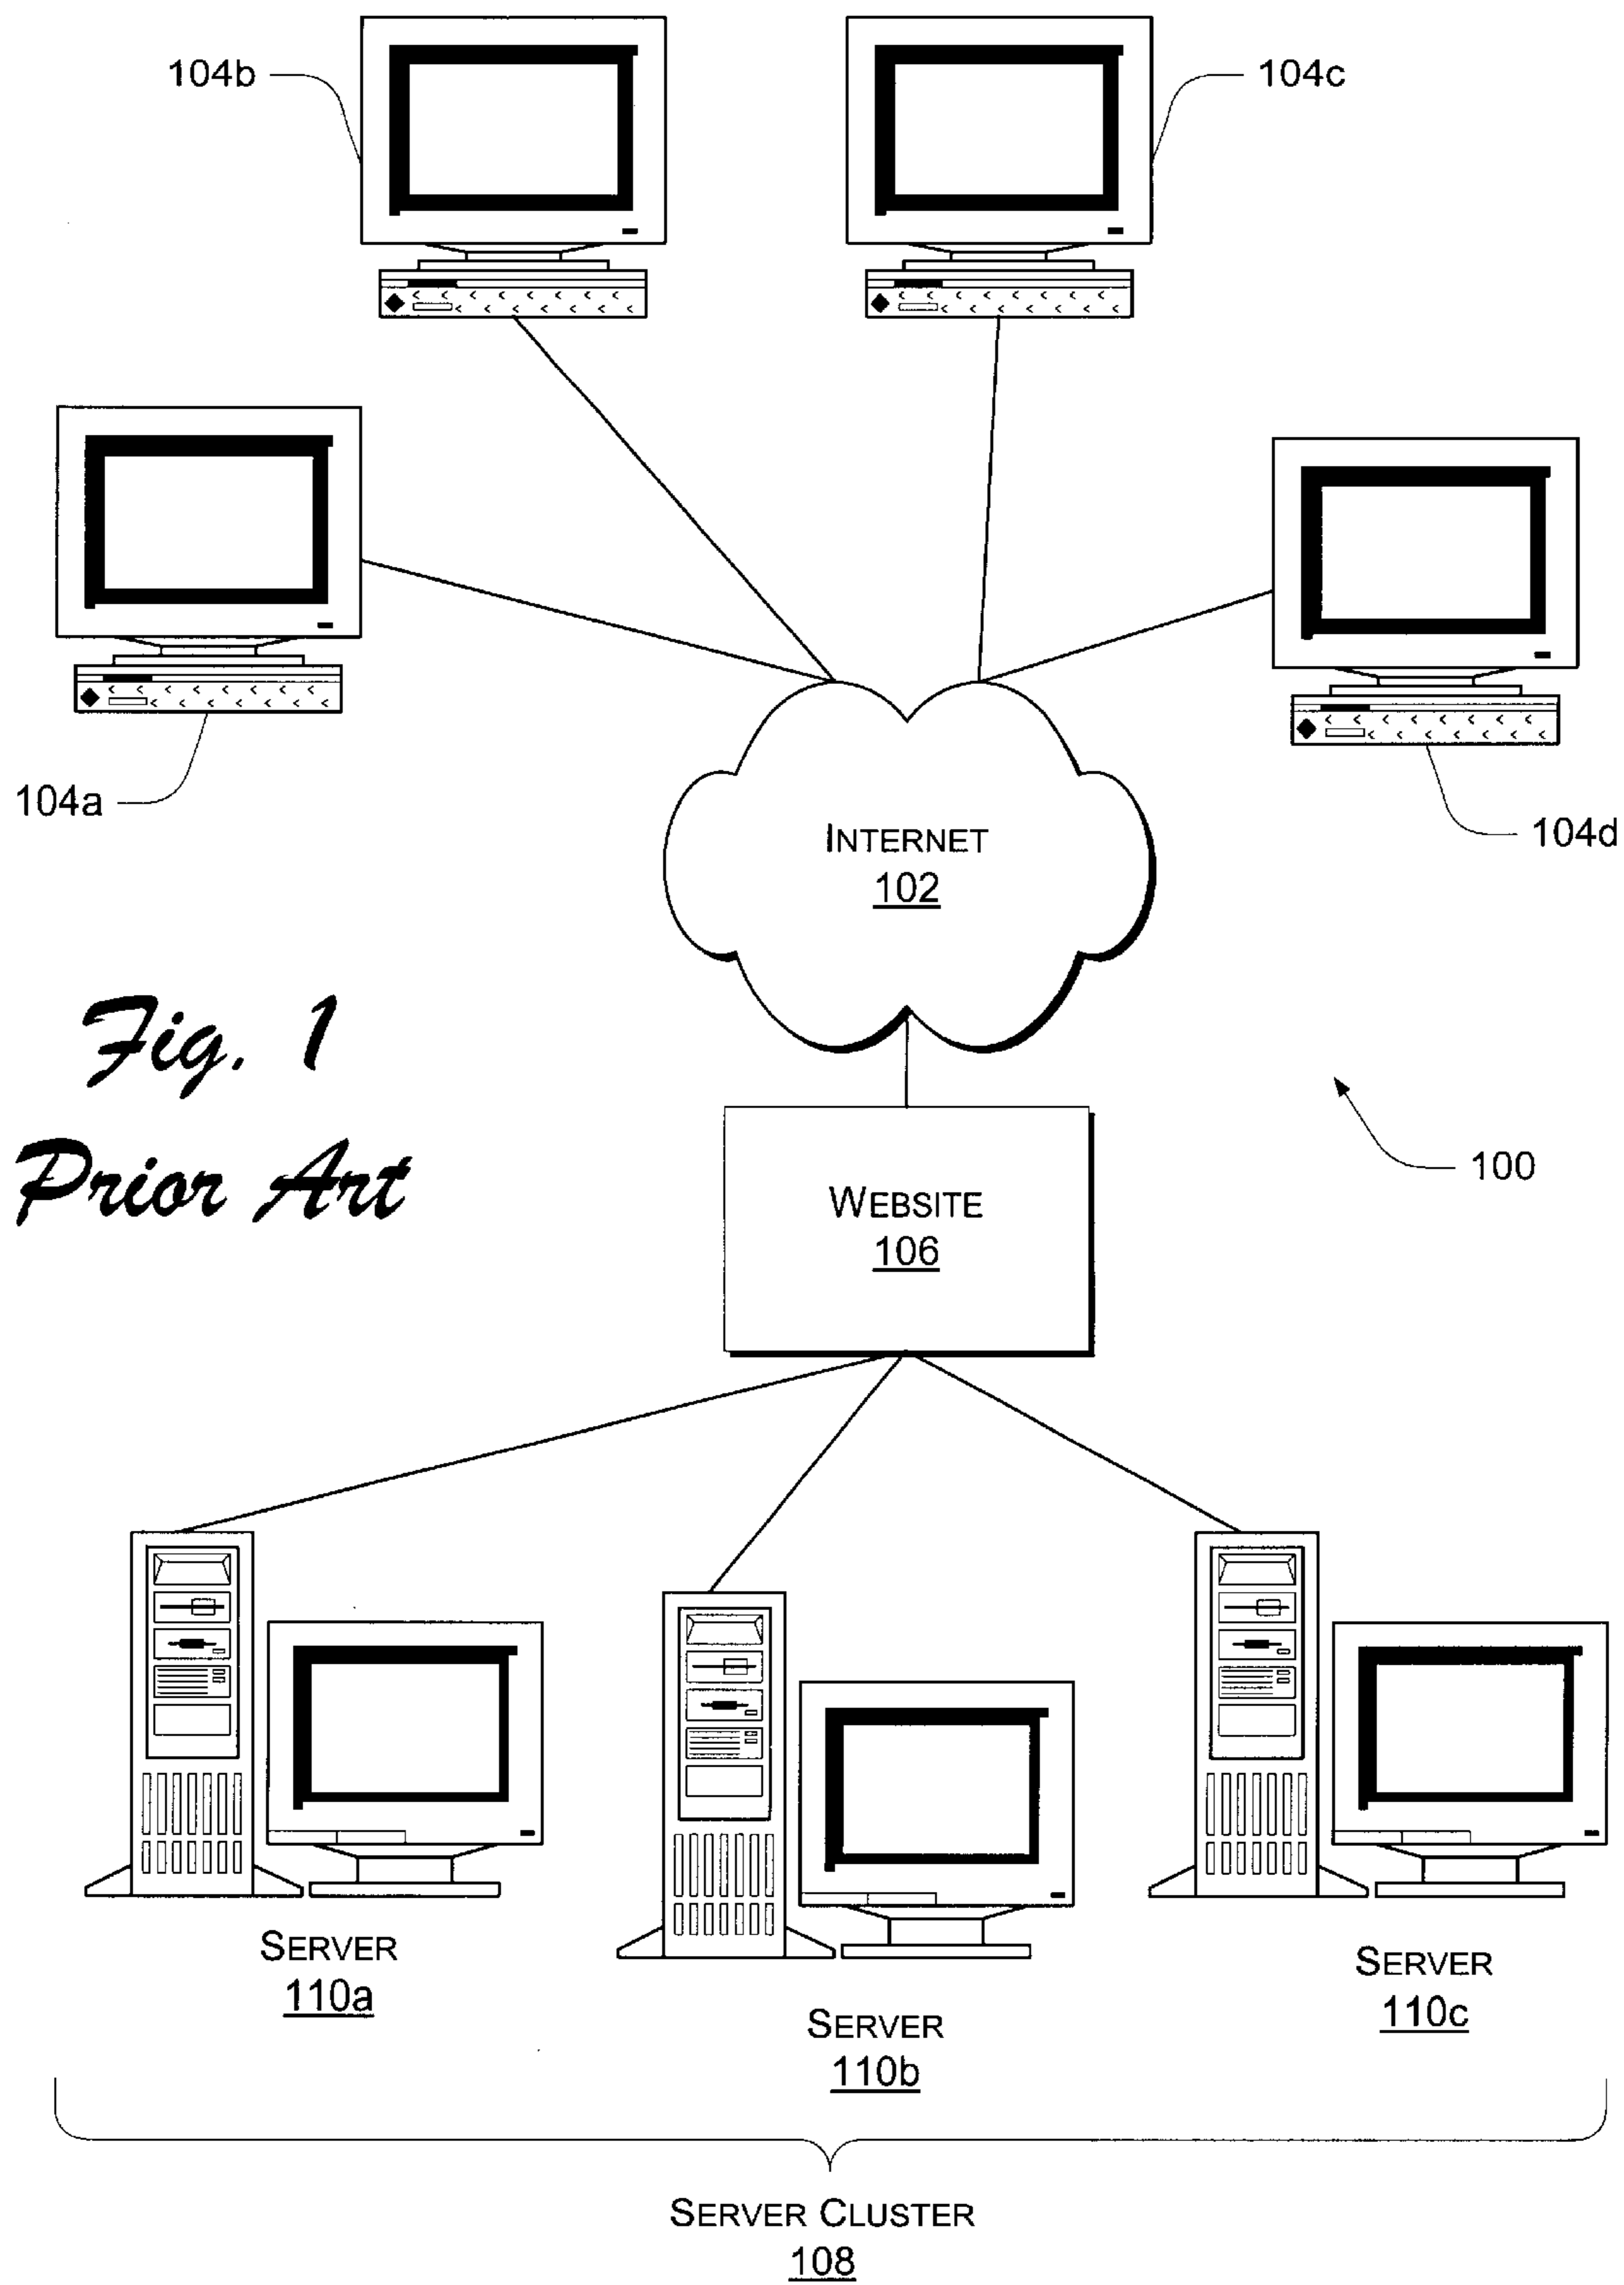 104b
104c
104a
104d
INTERNET
102
Fig. 1
Prior Art
100
WEBSITE
106
SERVER
110a
SERVER
110b
SERVER
110c
SERVER CLUSTER
108